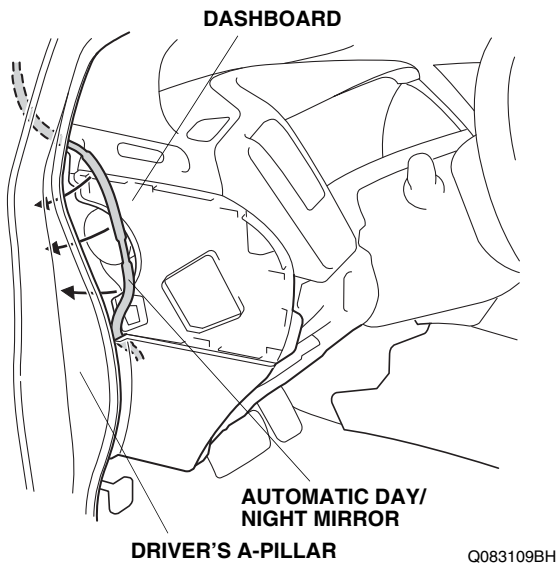 DASHBOARD
AUTOMATIC DAY/
NIGHT MIRROR
DRIVER'S A-PILLAR
Q083109BH